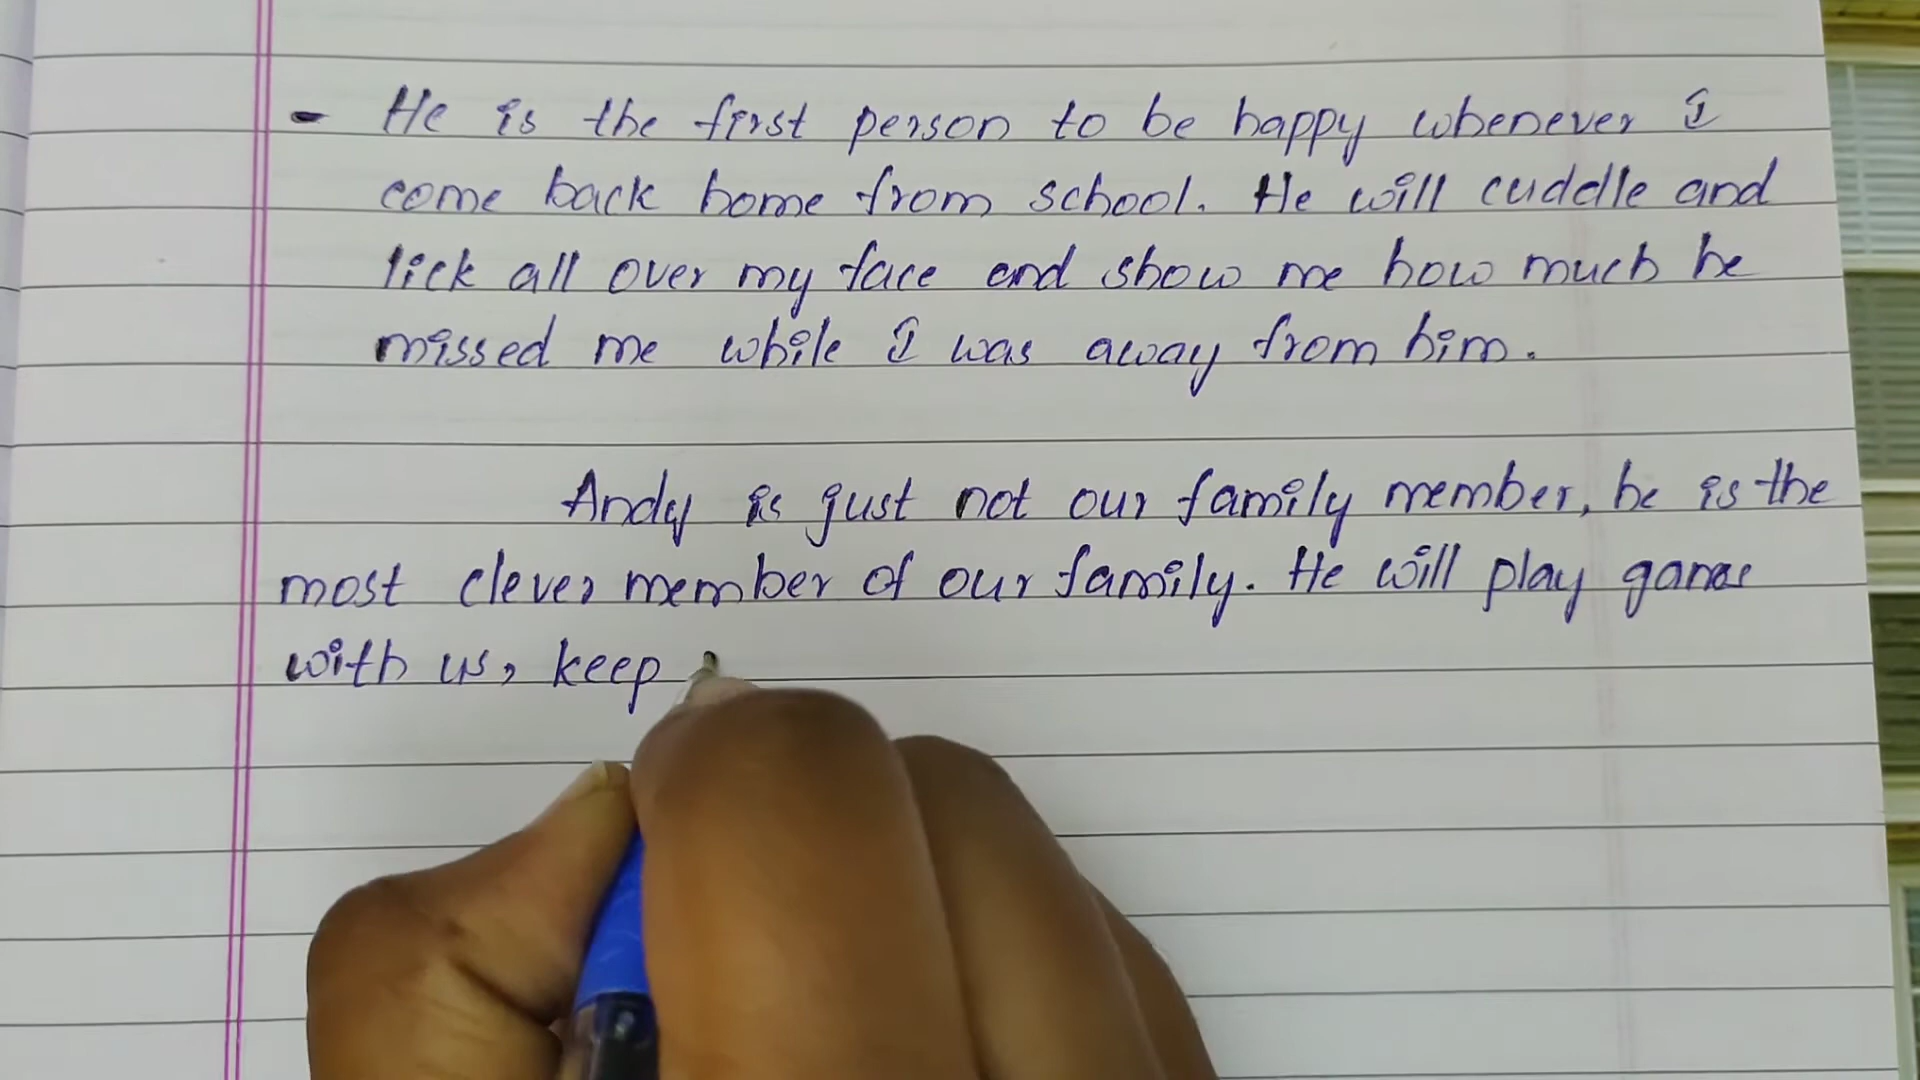 - He is the first person to be happy whenever I
come back home from school. He will cuddle and
lick all over my face and show me how much he
missed me while I was away from him.
Andy is just not our family member, he is the
most clever member of our family. He will play games
with us, keep